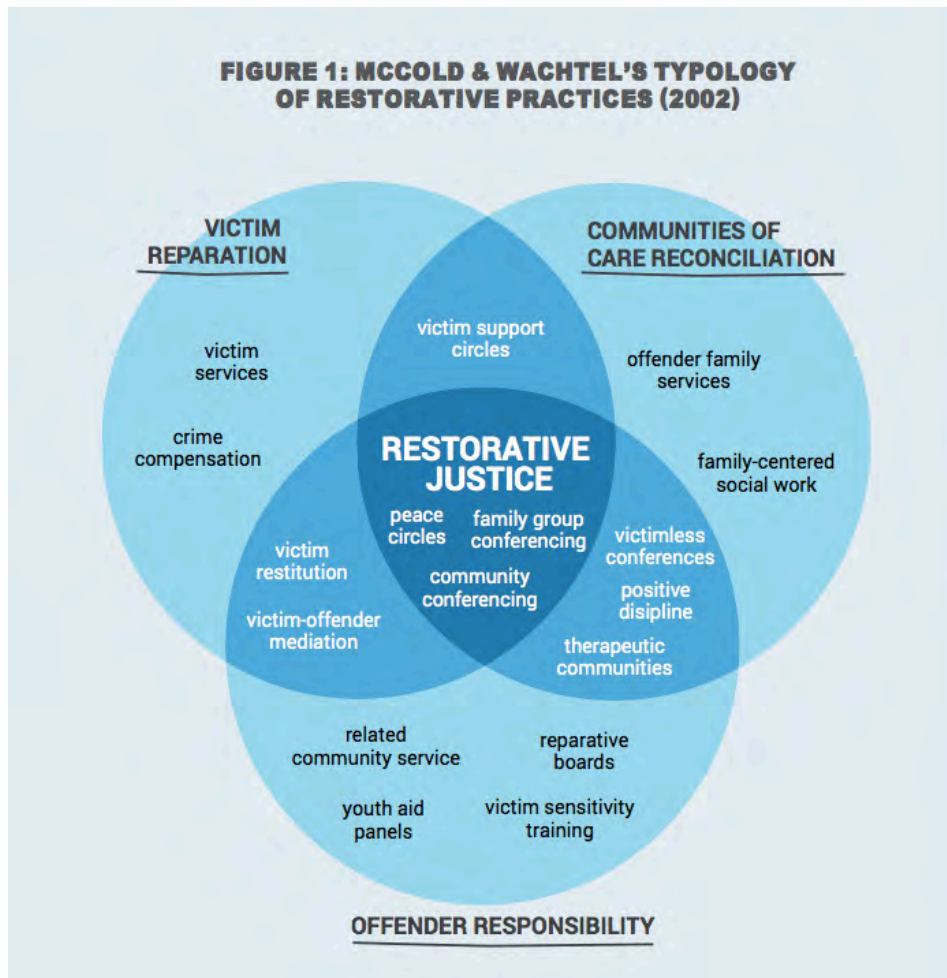 FIGURE 1: MCCOLD & WACHTEL'S TYPOLOGY
OF RESTORATIVE PRACTICES (2002)
VICTIM
REPARATION
COMMUNITIES OF
CARE RECONCILIATION
victim support
circles
victim
services
offender family
services
crime
compensation
family-centered
social work
RESTORATIVE
JUSTICE
peace
circles
family group
conferencing
community
conferencing
victim
restitution
victim-offender
mediation
victimless
conferences
positive
disipline
therapeutic
communities
related
community service
reparative
boards
youth aid
panels
victim sensitivity
training
OFFENDER RESPONSIBILITY